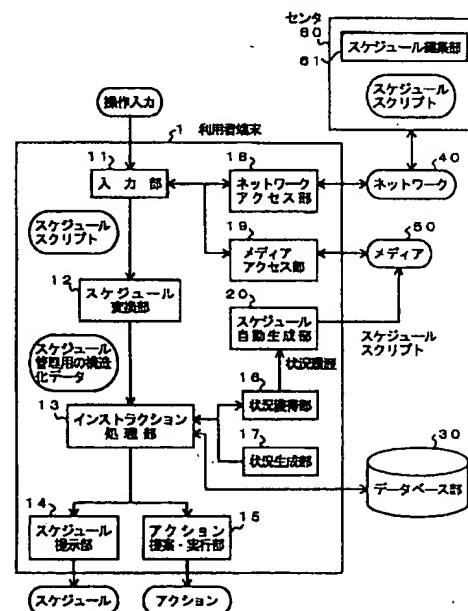 センタ
60
スケジュール編集部
61
スケジュール
スクリプト
操作入力
1
利用者端末
11
入力部
18
ネットワーク
アクセス部
40
ネットワーク
スケジュール
スクリプト
19
メディア
アクセス部
50
メディア
12
スケジュール
変換部
20
スケジュール
自動生成部
スケジュール
スクリプト
スケジュール
管理用の構造
化データ
状況履歴
16
状況獲得部
13
インストラクション
処理部
17
状況生成部
30
データベース部
14
スケジュール
提示部
15
アクション
提案・実行部
スケジュール
アクション